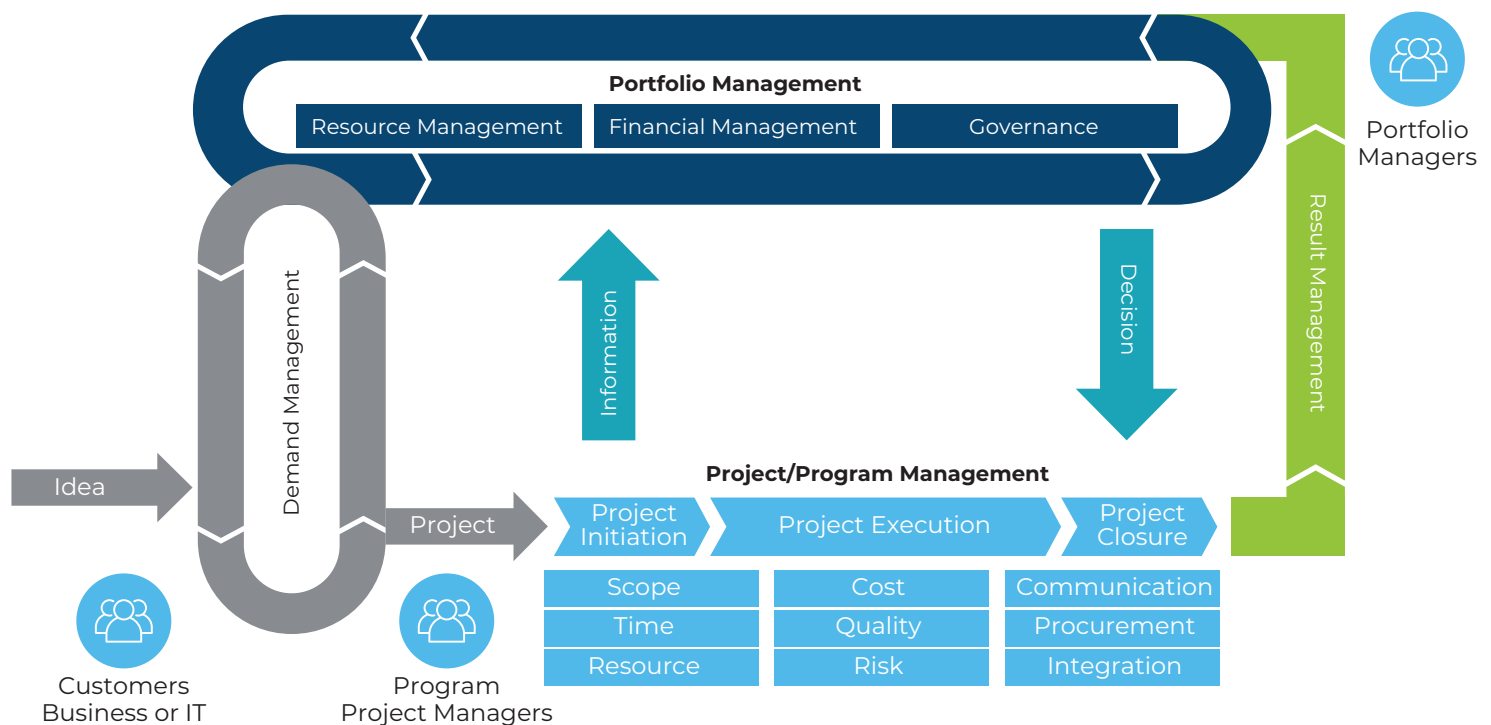 Portfolio Management
Resource Management
Financial Management
Governance
Portfolio
Managers
Demand Management
Information
Decision
Result Management
Idea
Project
Project/Program Management
Project
Initiation
Project Execution
Project
Closure
Scope
Cost
Communication
Time
Quality
Procurement
Resource
Risk
Integration
Customers
Business or IT
Program
Project Managers